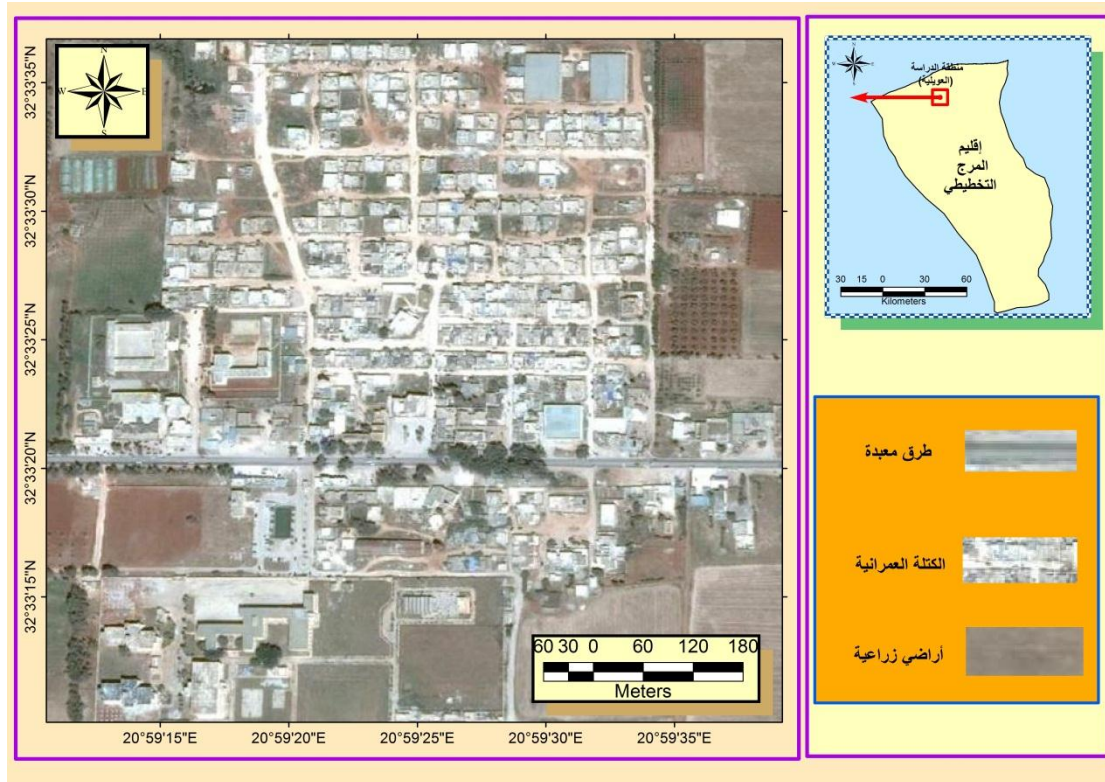 N
W E
S
32°33'35"N
32°33'30"N
32°33'25"N
32°33'20"N
32°33'15"N
20°59'15"E 20°59'20"E 20°59'25"E 20°59'30"E 20°59'35"E
60 30 0 60 120 180
Meters
منطقة الدراسة
(العويلية)
إقليم
المرج
التخطيطي
30 15 0 30 60
Kilometers
طرق معبدة
الكتلة العمرانية
أراضي زراعية